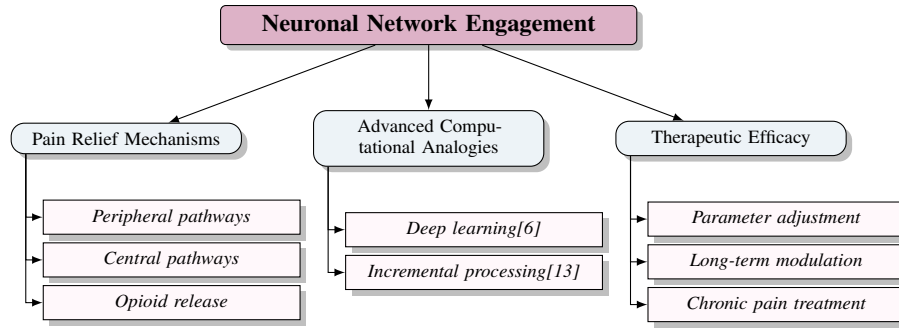 Neuronal Network Engagement
Pain Relief Mechanisms
Peripheral pathways
Central pathways
Opioid release
Advanced Compu-
tational Analogies
Deep learning[6]
Incremental processing[13]
Therapeutic Efficacy
Parameter adjustment
Long-term modulation
Chronic pain treatment